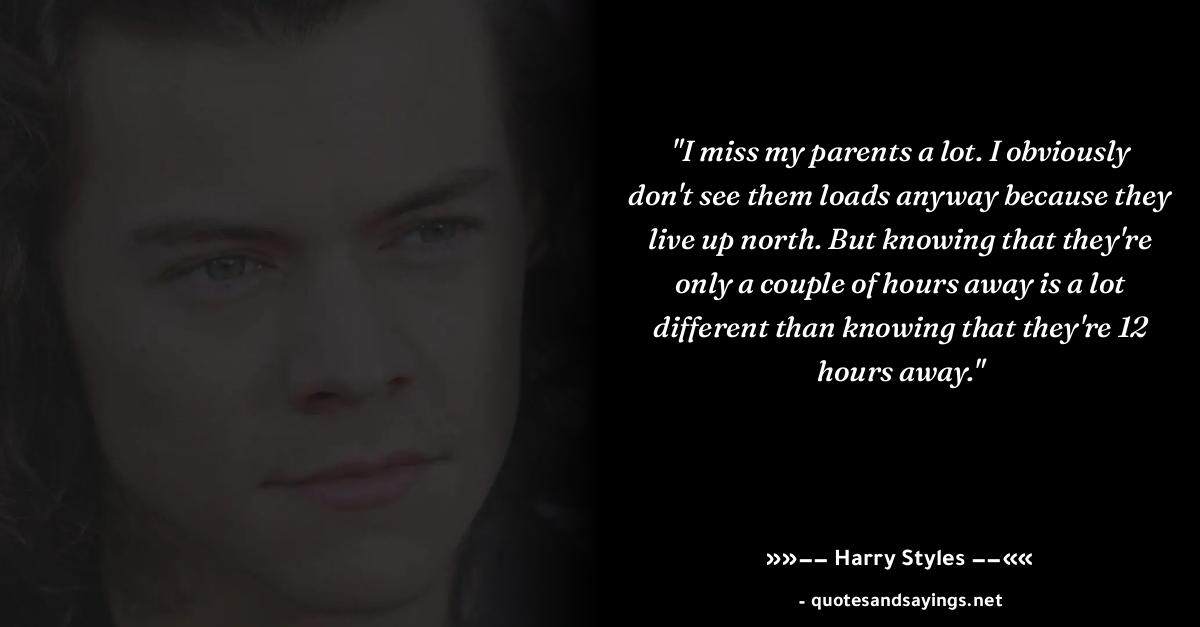 "I miss my parents a lot. I obviously
don't see them loads anyway because they
live up north. But knowing that they're
only a couple of hours away is a lot
different than knowing that they're 12
hours away."
»»–– Harry Styles ––««
- quotesandsayings.net